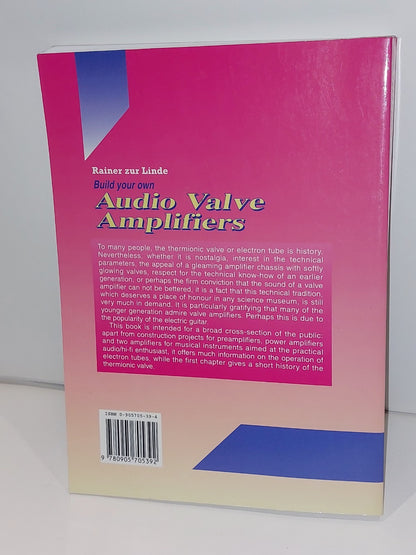 Rainer zur Linde
Build your own
Audio Valve
Amplifiers
To many people, the thermionic valve or electron tube is history.
Nevertheless, whether it is nostalgia, interest in the technical
parameters, the appeal of a gleaming amplifier chassis with softly
glowing valves, respect for the technical know-how of an earlier
generation, or perhaps the firm conviction that the sound of a valve
amplifier can not be bettered, it is a fact that this technical tradition,
which deserves a place of honour in any science museum, is still
very much in demand. It is particularly gratifying that many of the
younger generation admire valve amplifiers. Perhaps this is due to
the popularity of the electric guitar.
This book is intended for a broad cross-section of the public:
apart from construction projects for preamplifiers, power amplifiers
and two amplifiers for musical instruments aimed at the practical
audio/hi-fi enthusiast, it offers much information on the operation of
electron tubes, while the first chapter gives a short history of the
thermionic valve.
ISBN 0-905705-39-4
9 780905 705392